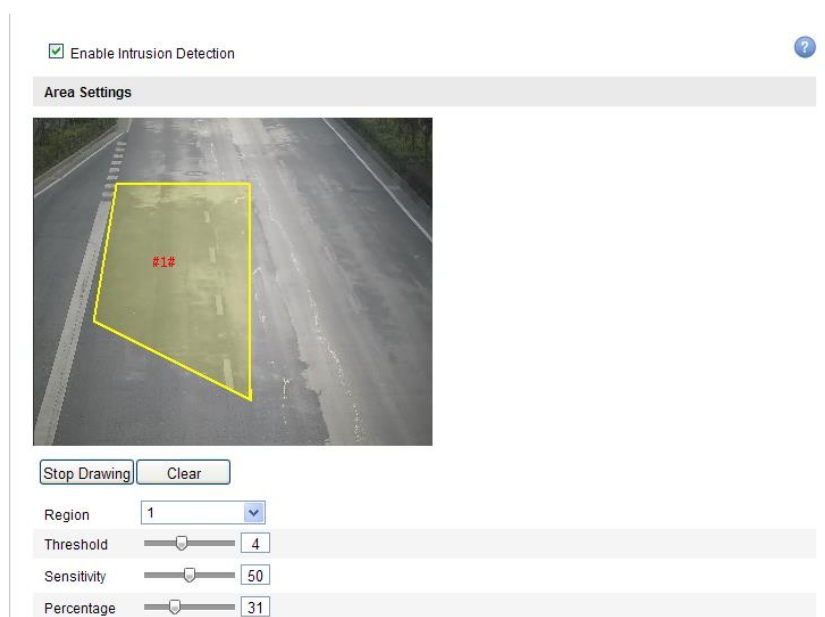 Enable Intrusion Detection
?
Area Settings
#1#
Stop Drawing Clear
Region 1
Threshold 4
Sensitivity 50
Percentage 31